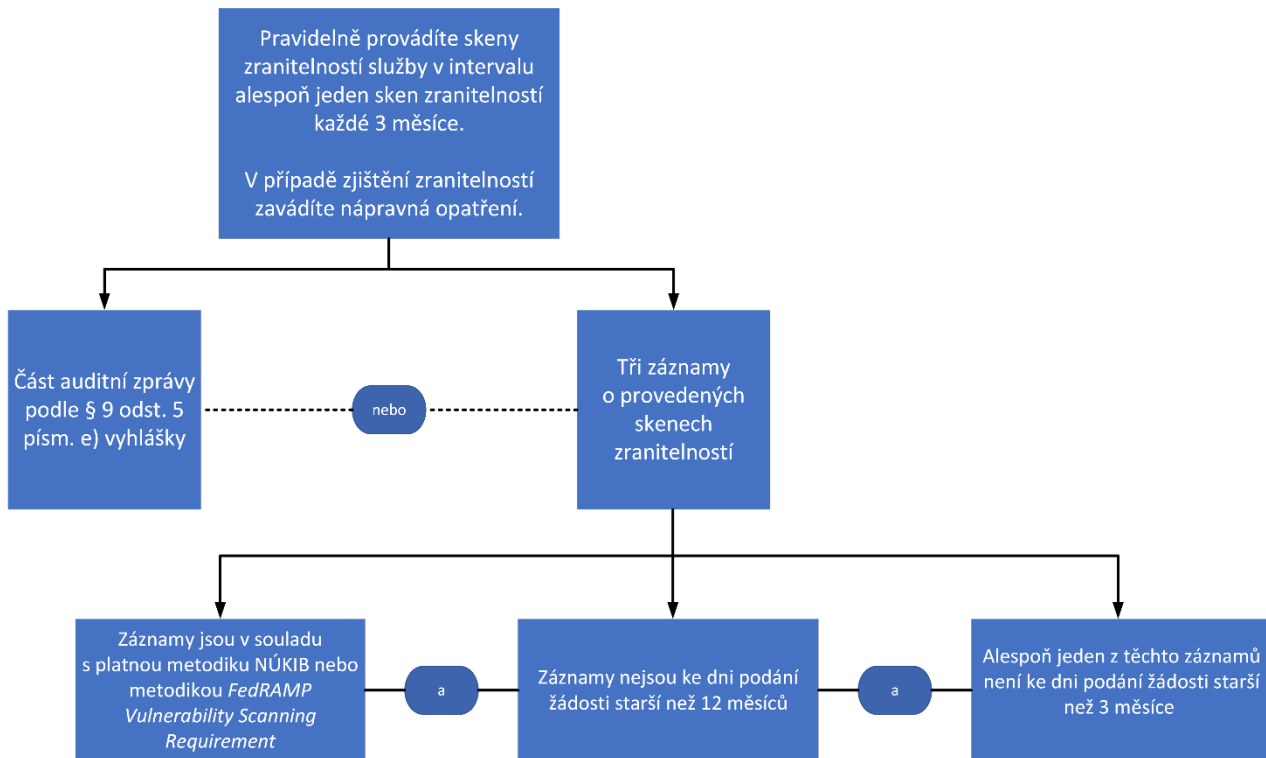 Pravidelně provádíte skeny
zranitelností služby v intervalu
alespoň jeden sken zranitelností
každé 3 měsíce.
V případě zjištění zranitelností
zavádíte nápravná opatření.
Část auditní zprávy
podle § 9 odst. 5
písm. e) vyhlášky
nebo
Tři záznamy
o provedených
skenech
zranitelností
Záznamy jsou v souladu
s platnou metodiku NÚKIB nebo
metodikou FedRAMP
Vulnerability Scanning
Requirement
a
Záznamy nejsou ke dni podání
žádosti starší než 12 měsíců
a
Alespoň jeden z těchto záznamů
není ke dni podání žádosti starší
než 3 měsíce